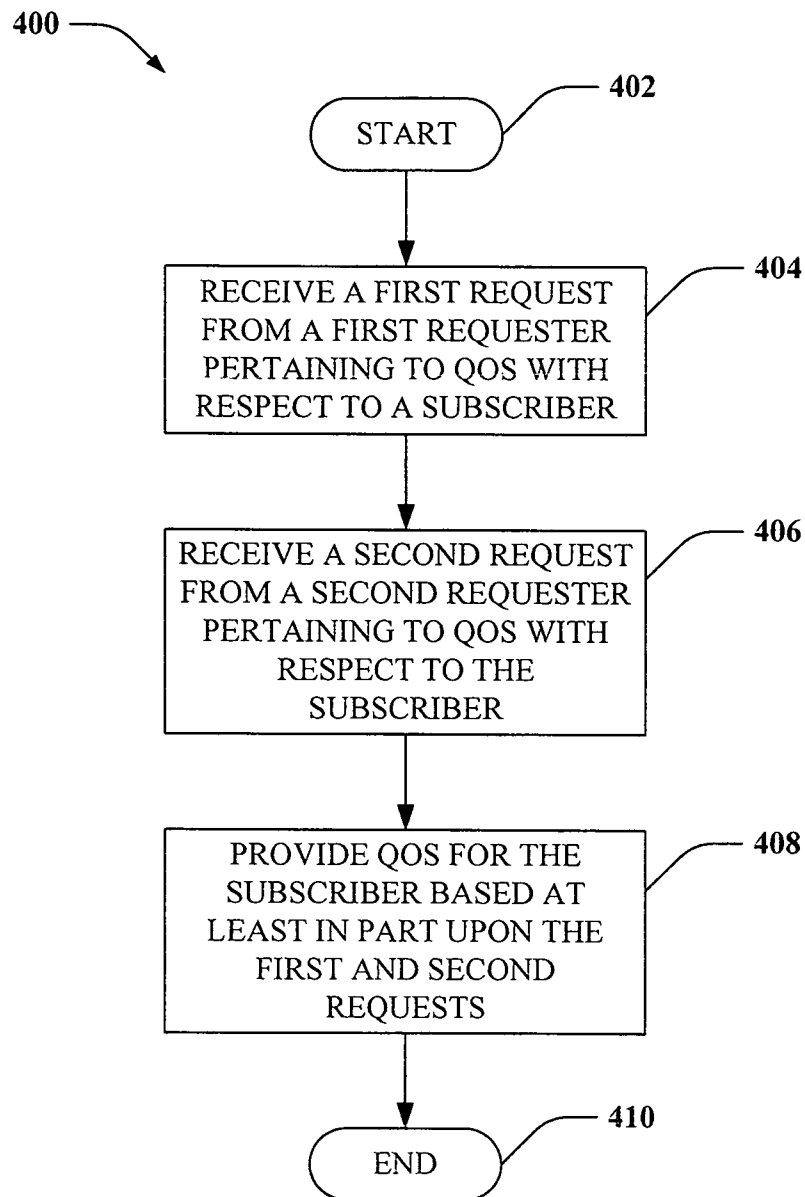 400
402
START
404
RECEIVE A FIRST REQUEST
FROM A FIRST REQUESTER
PERTAINING TO QOS WITH
RESPECT TO A SUBSCRIBER
406
RECEIVE A SECOND REQUEST
FROM A SECOND REQUESTER
PERTAINING TO QOS WITH
RESPECT TO THE
SUBSCRIBER
408
PROVIDE QOS FOR THE
SUBSCRIBER BASED AT
LEAST IN PART UPON THE
FIRST AND SECOND
REQUESTS
410
END